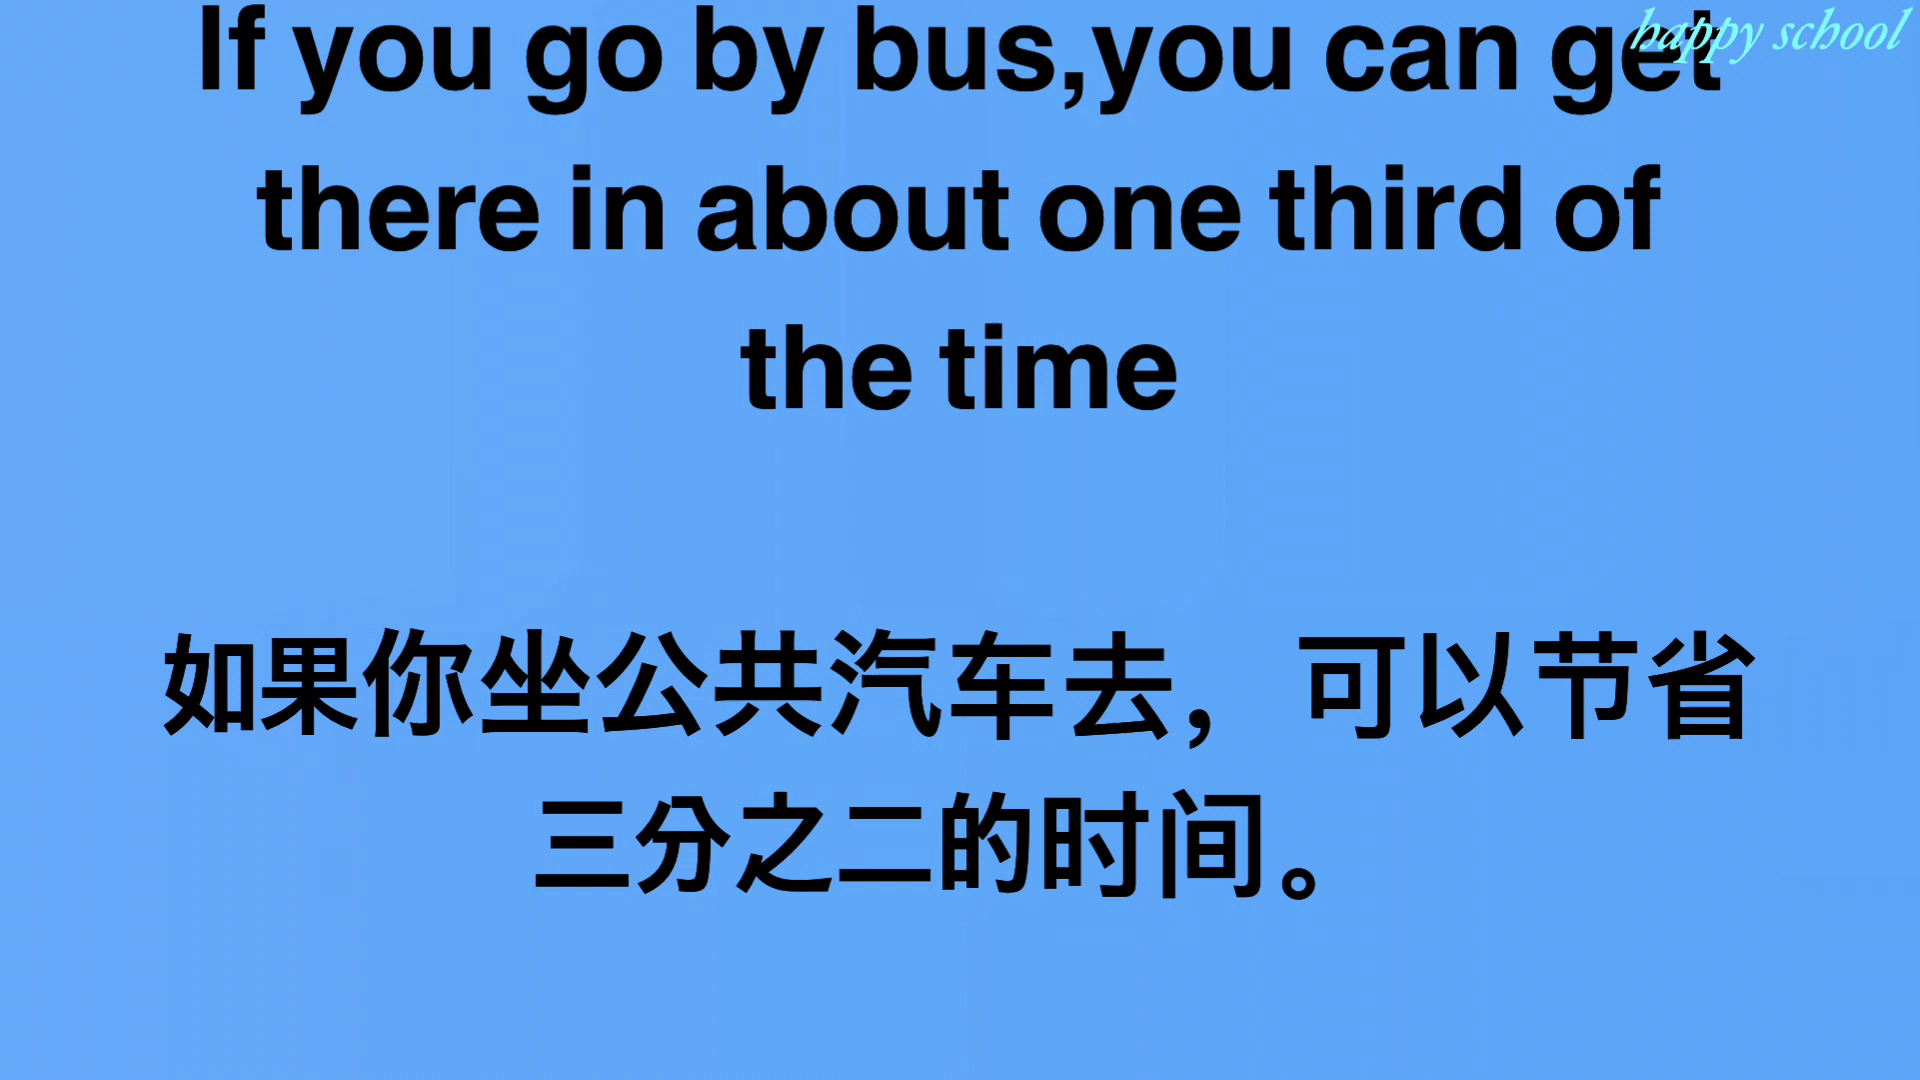 happy school
If you go by bus,you can get
there in about one third of
the time
如果你坐公共汽车去，可以节省
三分之二的时间。